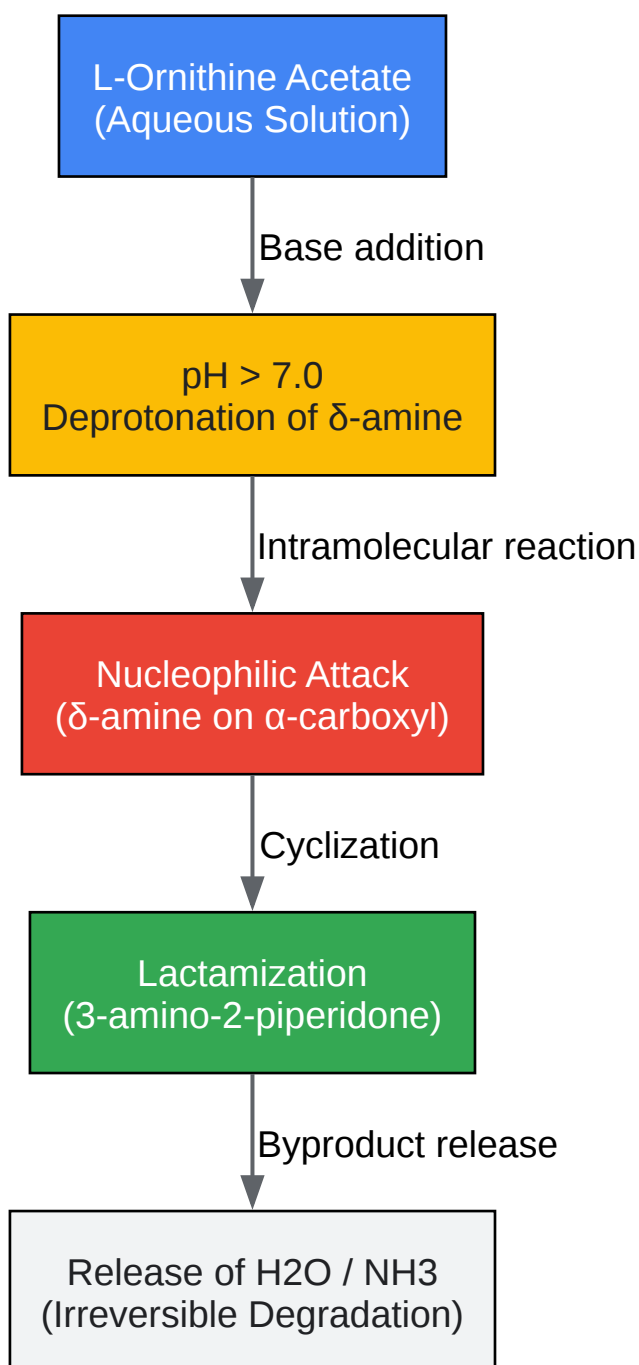 L-Ornithine Acetate
(Aqueous Solution)
Base addition
pH > 7.0
Deprotonation of δ-amine
Intramolecular reaction
Nucleophilic Attack
(δ-amine on α-carboxyl)
Cyclization
Lactamization
(3-amino-2-piperidone)
Byproduct release
Release of H2O / NH3
(Irreversible Degradation)